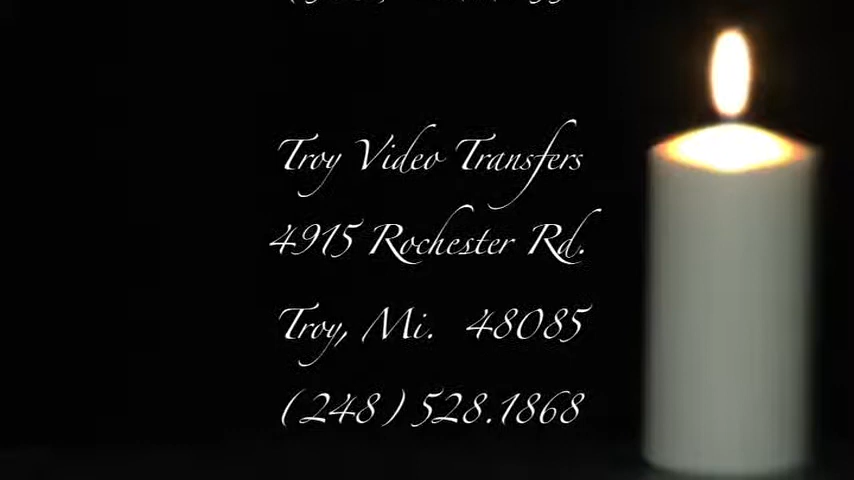 Troy Video Transfers
4915 Rochester Rd.
Troy, Mi. 48085
(248) 528.1868